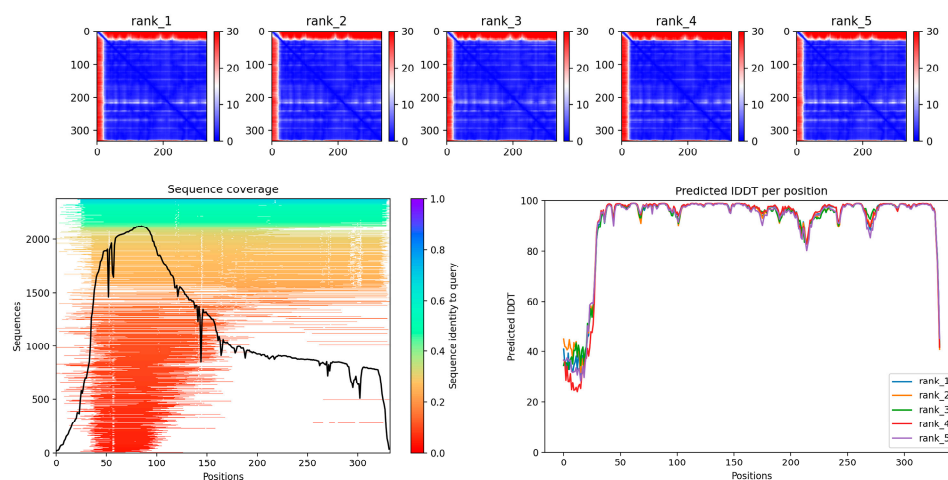 rank_1 rank_2 rank_3 rank_4 rank_5
0 100 200 300
0 200
30 20 10 0
0 100 200 300
0 200
30 20 10 0
0 100 200 300
0 200
30 20 10 0
0 100 200 300
0 200
30 20 10 0
0 100 200 300
0 200
30 20 10 0
Sequence coverage
Sequences
2000
1500
1000
500
0
0 50 100 150 200 250 300
Positions
1.0
0.8
0.6
0.4
0.2
0.0
Sequence identity to query
Predicted lDDT per position
Predicted lDDT
100
80
60
40
20
0
0 50 100 150 200 250 300
Positions
rank_1
rank_2
rank_3
rank_4
rank_5